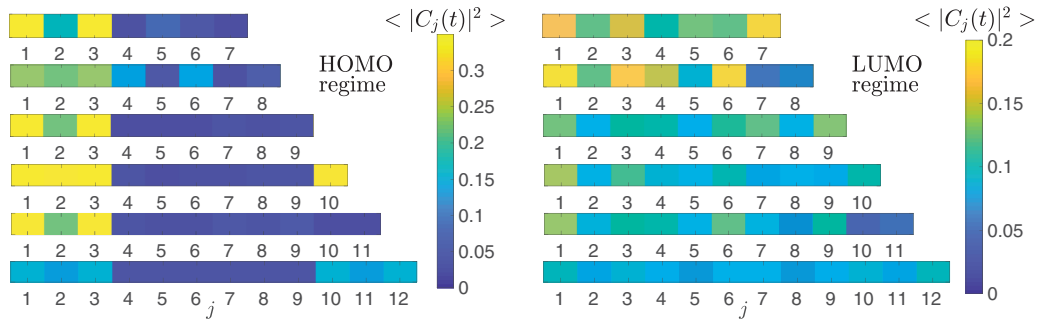 < |C_j(t)|^2 >
HOMO
regime
1 2 3 4 5 6 7
1 2 3 4 5 6 7 8
1 2 3 4 5 6 7 8 9
1 2 3 4 5 6 7 8 9 10
1 2 3 4 5 6 7 8 9 10 11
1 2 3 4 5 6 7 8 9 10 11 12
j
0.3
0.25
0.2
0.15
0.1
0.05
0
< |C_j(t)|^2 >
LUMO
regime
1 2 3 4 5 6 7
1 2 3 4 5 6 7 8
1 2 3 4 5 6 7 8 9
1 2 3 4 5 6 7 8 9 10
1 2 3 4 5 6 7 8 9 10 11
1 2 3 4 5 6 7 8 9 10 11 12
j
0.2
0.15
0.1
0.05
0